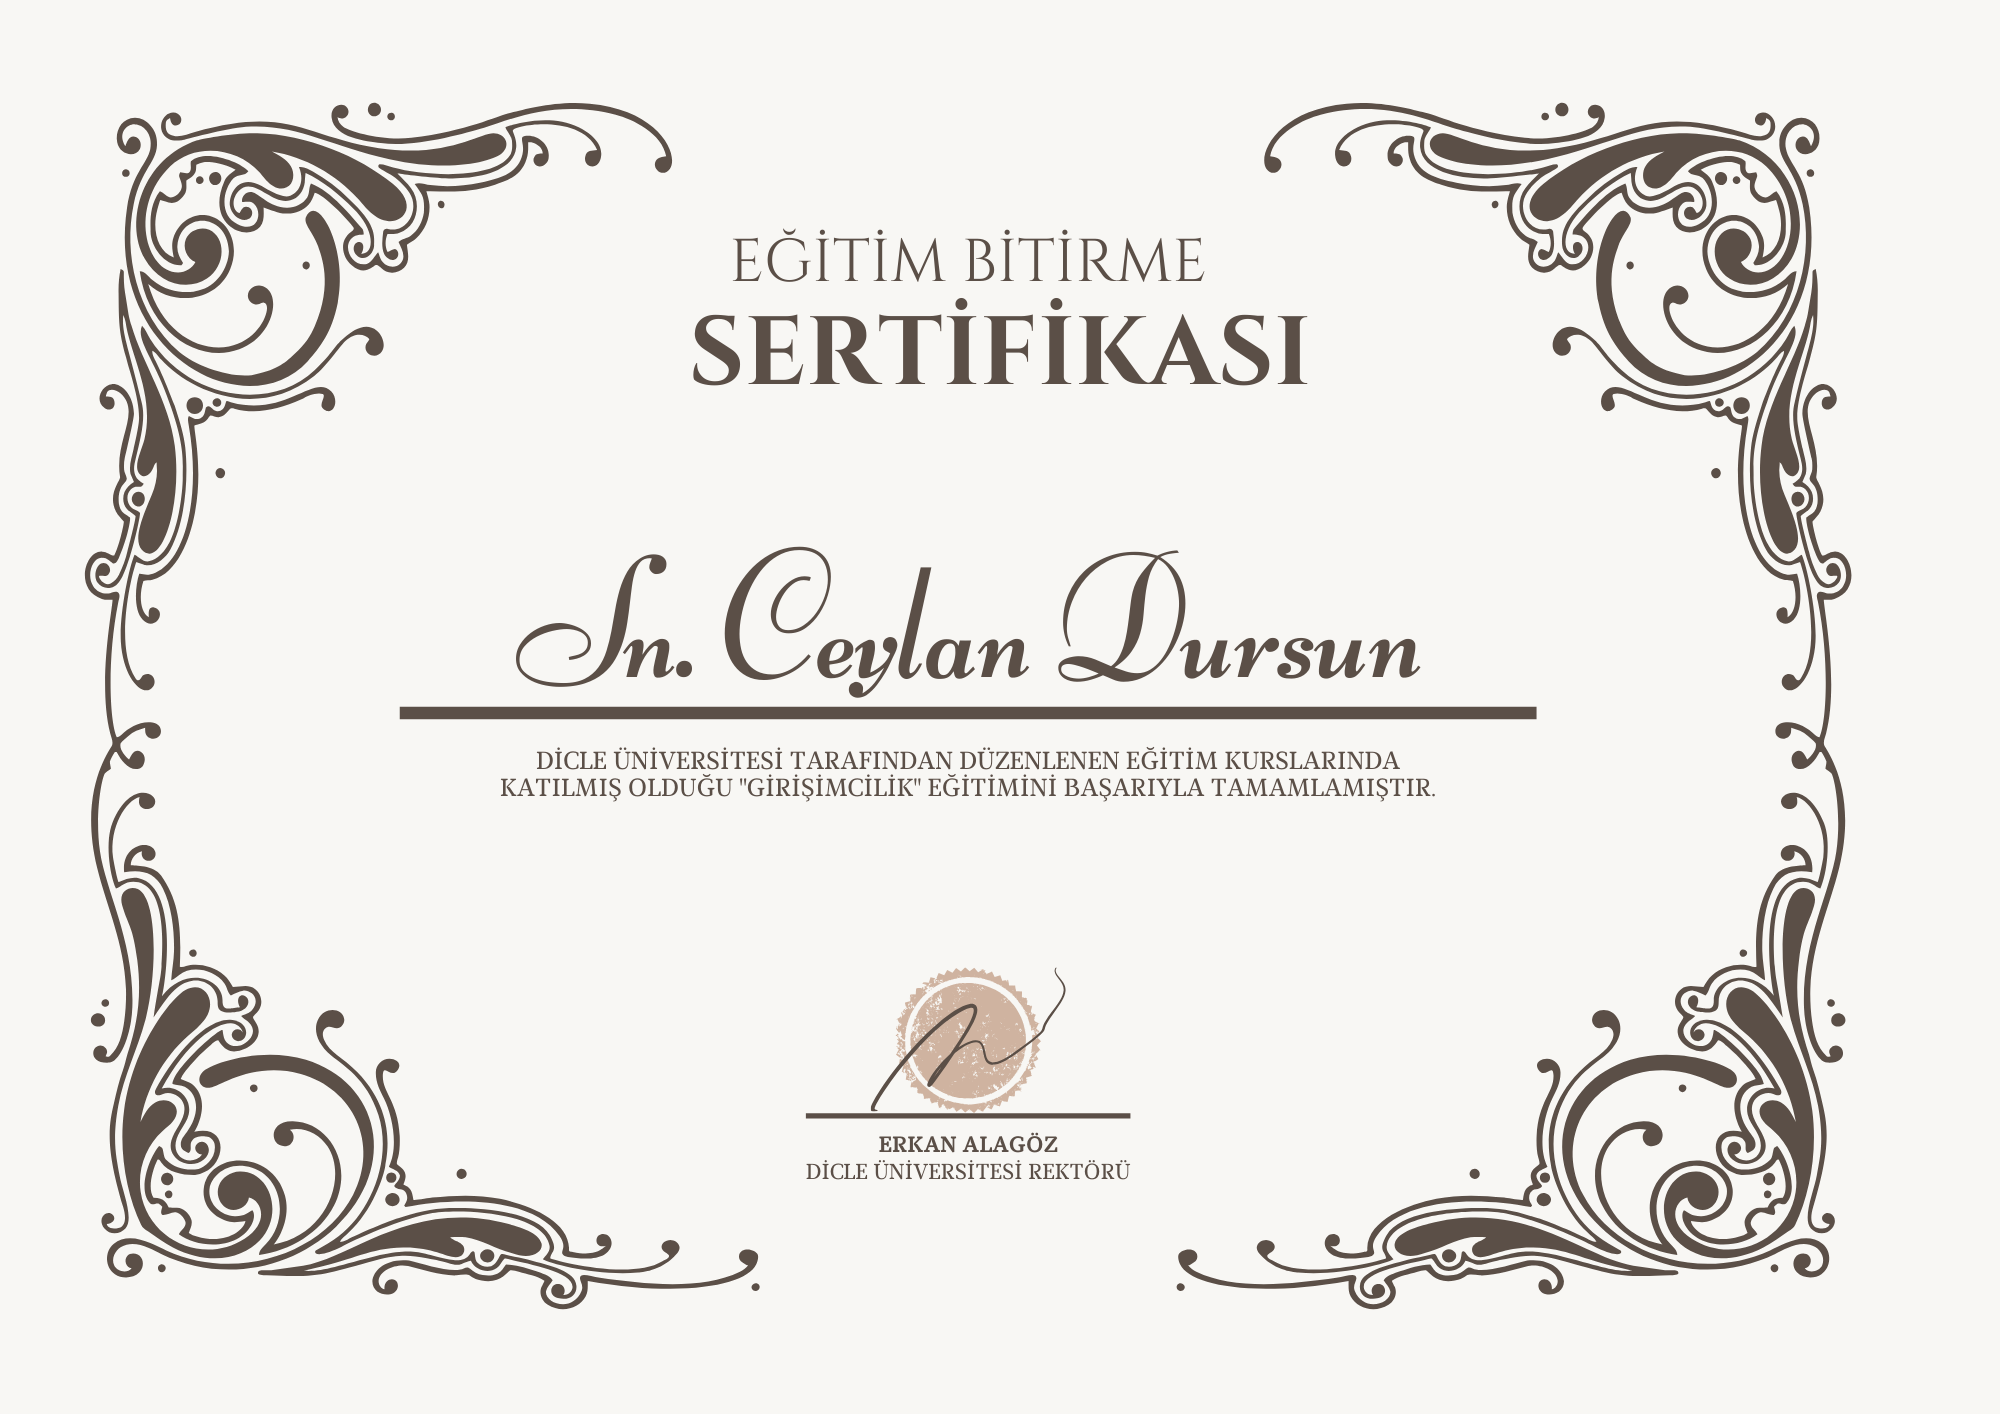 EĞİTİM BİTİRME
SERTİFİKASI
Sn. Ceylan Dursun
DİCLE ÜNİVERSİTESİ TARAFINDAN DÜZENLENEN EĞİTİM KURSLARINDA
KATILMIŞ OLDUĞU "GİRİŞİMCİLİK" EĞİTİMİNİ BAŞARIYLA TAMAMLAMIŞTIR.
ERKAN ALAGÖZ
DİCLE ÜNİVERSİTESİ REKTÖRÜ